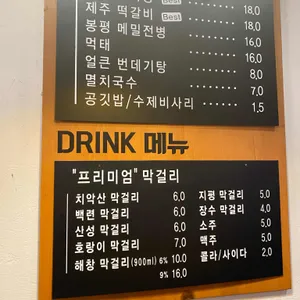 Best 18,0
제주 떡갈비 Best 18,0
봉평 메밀전병 16,0
먹태 16,0
얼큰 번데기탕 8,0
멸치국수 7,0
공깃밥/수제비사리 1,5
DRINK 메뉴
"프리미엄" 막걸리
치악산 막걸리 6,0
백련 막걸리 6,0
신성 막걸리 6,0
호랑이 막걸리 7,0
해창 막걸리(900ml) 6% 10.0
9% 16,0
지평 막걸리 5,0
장수 막걸리 4,0
소주 5,0
맥주 5,0
콜라/사이다 2,0